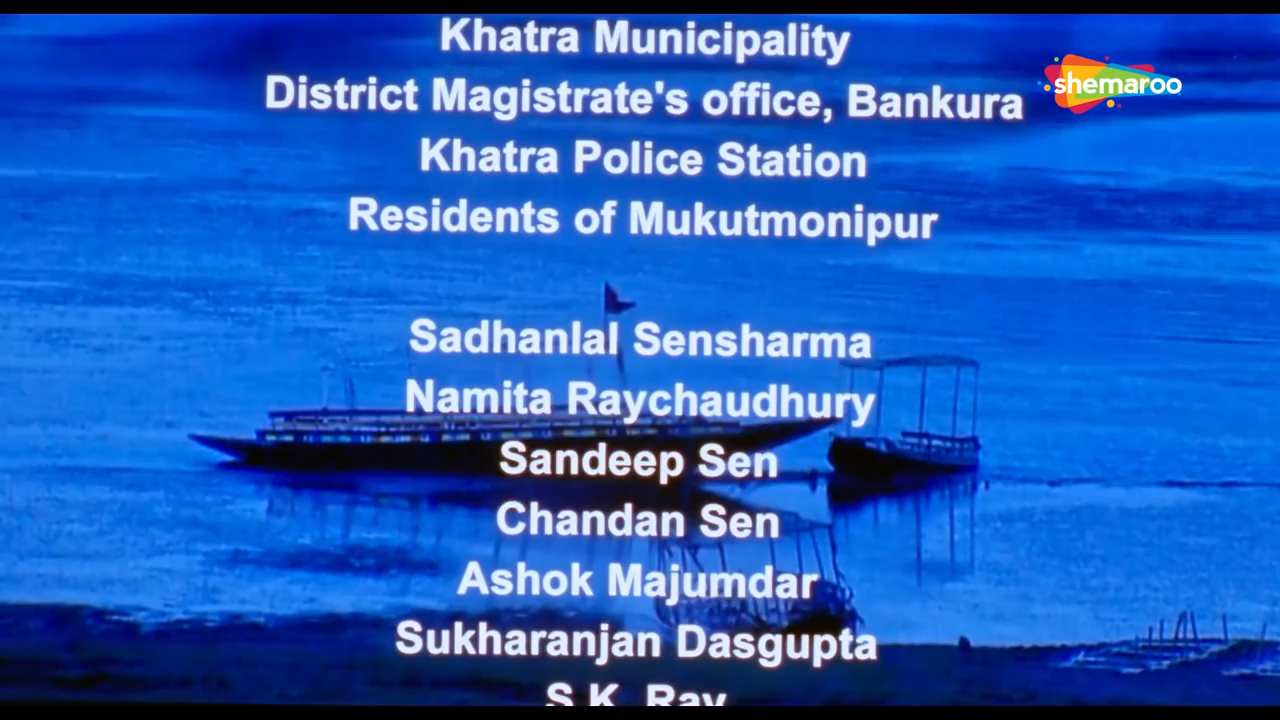 Khatra Municipality
shemaroo
District Magistrate's office, Bankura
Khatra Police Station
Residents of Mukutmonipur
Sadhanlal Sensharma
Namita Raychaudhury
Sandeep Sen
Chandan Sen
Ashok Majumdar
Sukharanjan Dasgupta
S.K. Ray